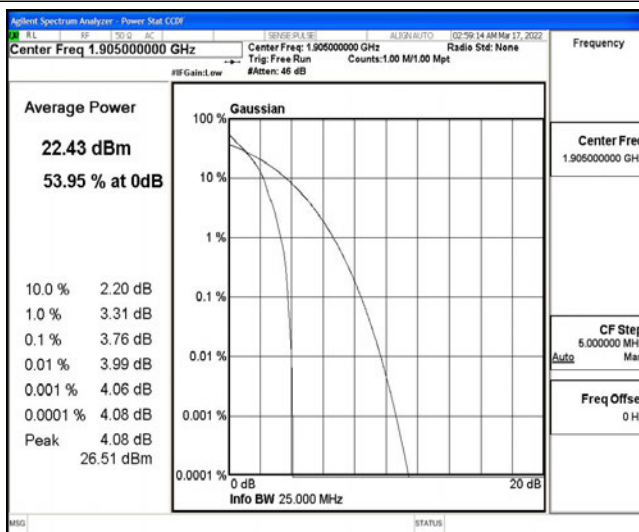 Agilent Spectrum Analyzer - Power Stat CCDF
RL RF 50 Ω AC SENSE:PULSE ALIGNAUTO 02:59:14 AM Mar 17, 2022
Center Freq 1.905000000 GHz
Center Freq: 1.905000000 GHz Radio Std: None
Trig: Free Run Counts:1.00 M/1.00 Mpt
#IFGain:Low #Atten: 46 dB
Frequency
Average Power
22.43 dBm
53.95 % at 0dB
10.0 % 2.20 dB
1.0 % 3.31 dB
0.1 % 3.76 dB
0.01 % 3.99 dB
0.001 % 4.06 dB
0.0001 % 4.08 dB
Peak 4.08 dB
26.51 dBm
Gaussian
100 %
10 %
1 %
0.1 %
0.01 %
0.001 %
0.0001 %
0 dB 20 dB
Info BW 25.000 MHz
Center Freq
1.905000000 GH
CF Step
5.000000 MH
Auto Ma
Freq Offse
0 H
MSG STATUS